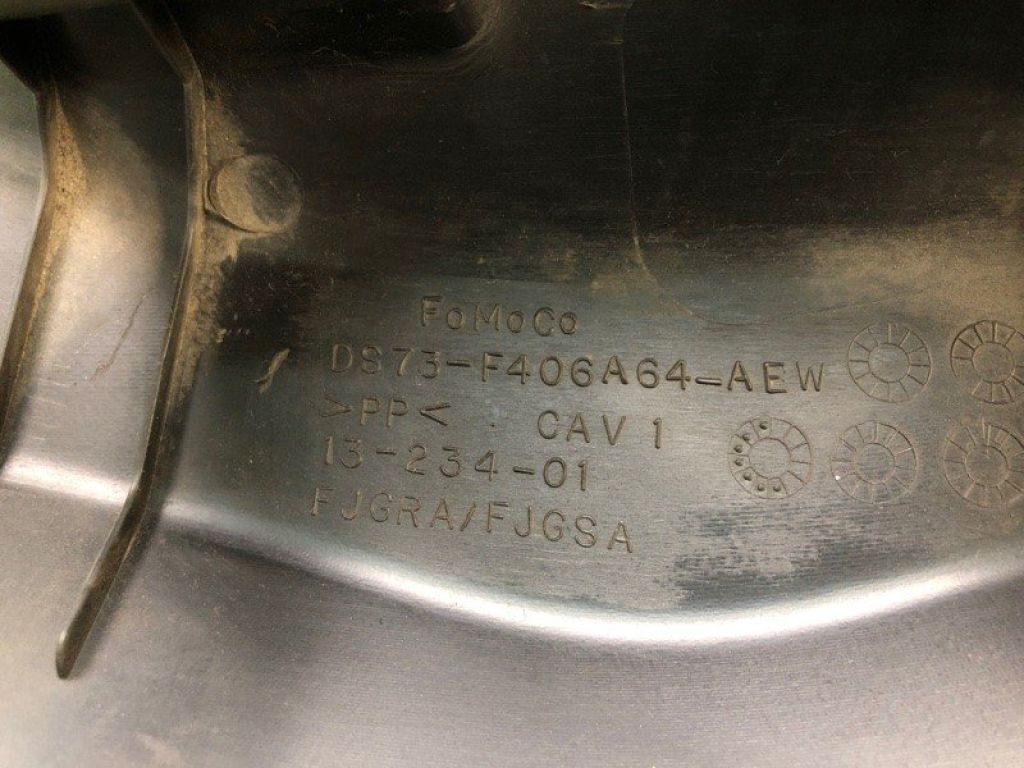 FoMoCo
DS73-F406A64-AEW
>PP< CAV 1
13-234-01
FJGRA/FJGSA